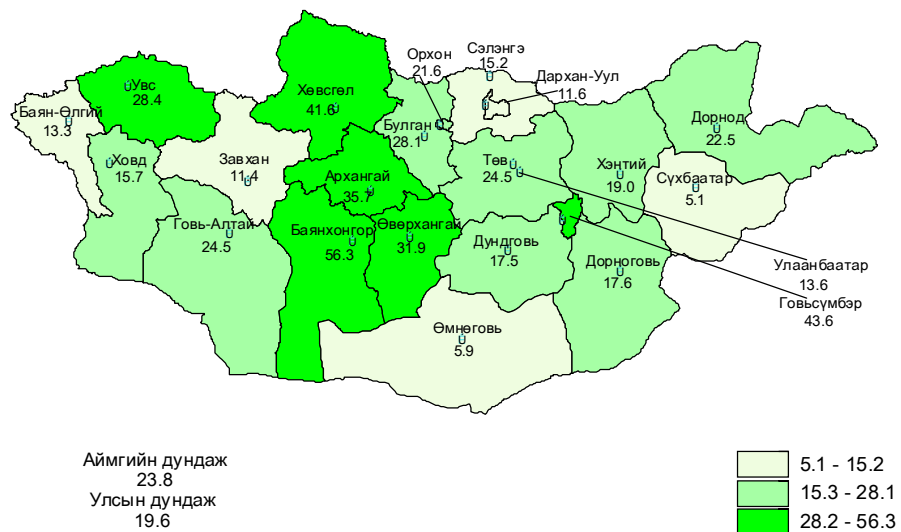 Орхон
21.6
Сэлэнгэ
15.2
Дархан-Уул
11.6
Увс
28.4
Хөвсгөл
41.6
Баян-Өлгий
13.3
Булган
28.1
Дорнод
22.5
Ховд
15.7
Завхан
11.4
Төв
24.5
Хэнтий
19.0
Архангай
35.7
Сүхбаатар
5.1
Говь-Алтай
24.5
Баянхонгор
56.3
Өвөрхангай
31.9
Дундговь
17.5
Дорноговь
17.6
Улаанбаатар
13.6
Говьсүмбэр
43.6
Өмнөговь
5.9
Аймгийн дундаж
23.8
Улсын дундаж
19.6
5.1 - 15.2
15.3 - 28.1
28.2 - 56.3